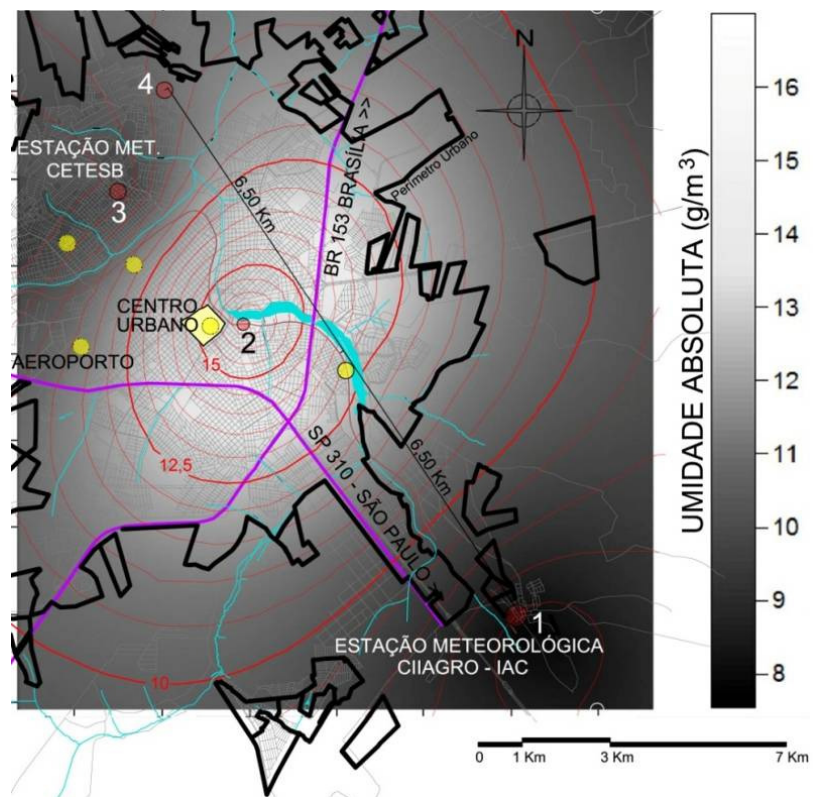 N
4
ESTAÇÃO MET.
CETESB
3
6,50 Km
BR 153 BRASÍLIA >>
Perímetro Urbano
CENTRO
URBANO
2
AEROPORTO
15
12,5
6,50 Km
SP 310 - SÃO PAULO >>
1
ESTAÇÃO METEOROLÓGICA
CIIAGRO - IAC
10
UMIDADE ABSOLUTA (g/m³)
16
15
14
13
12
11
10
9
8
0 1 Km 3 Km 7 Km